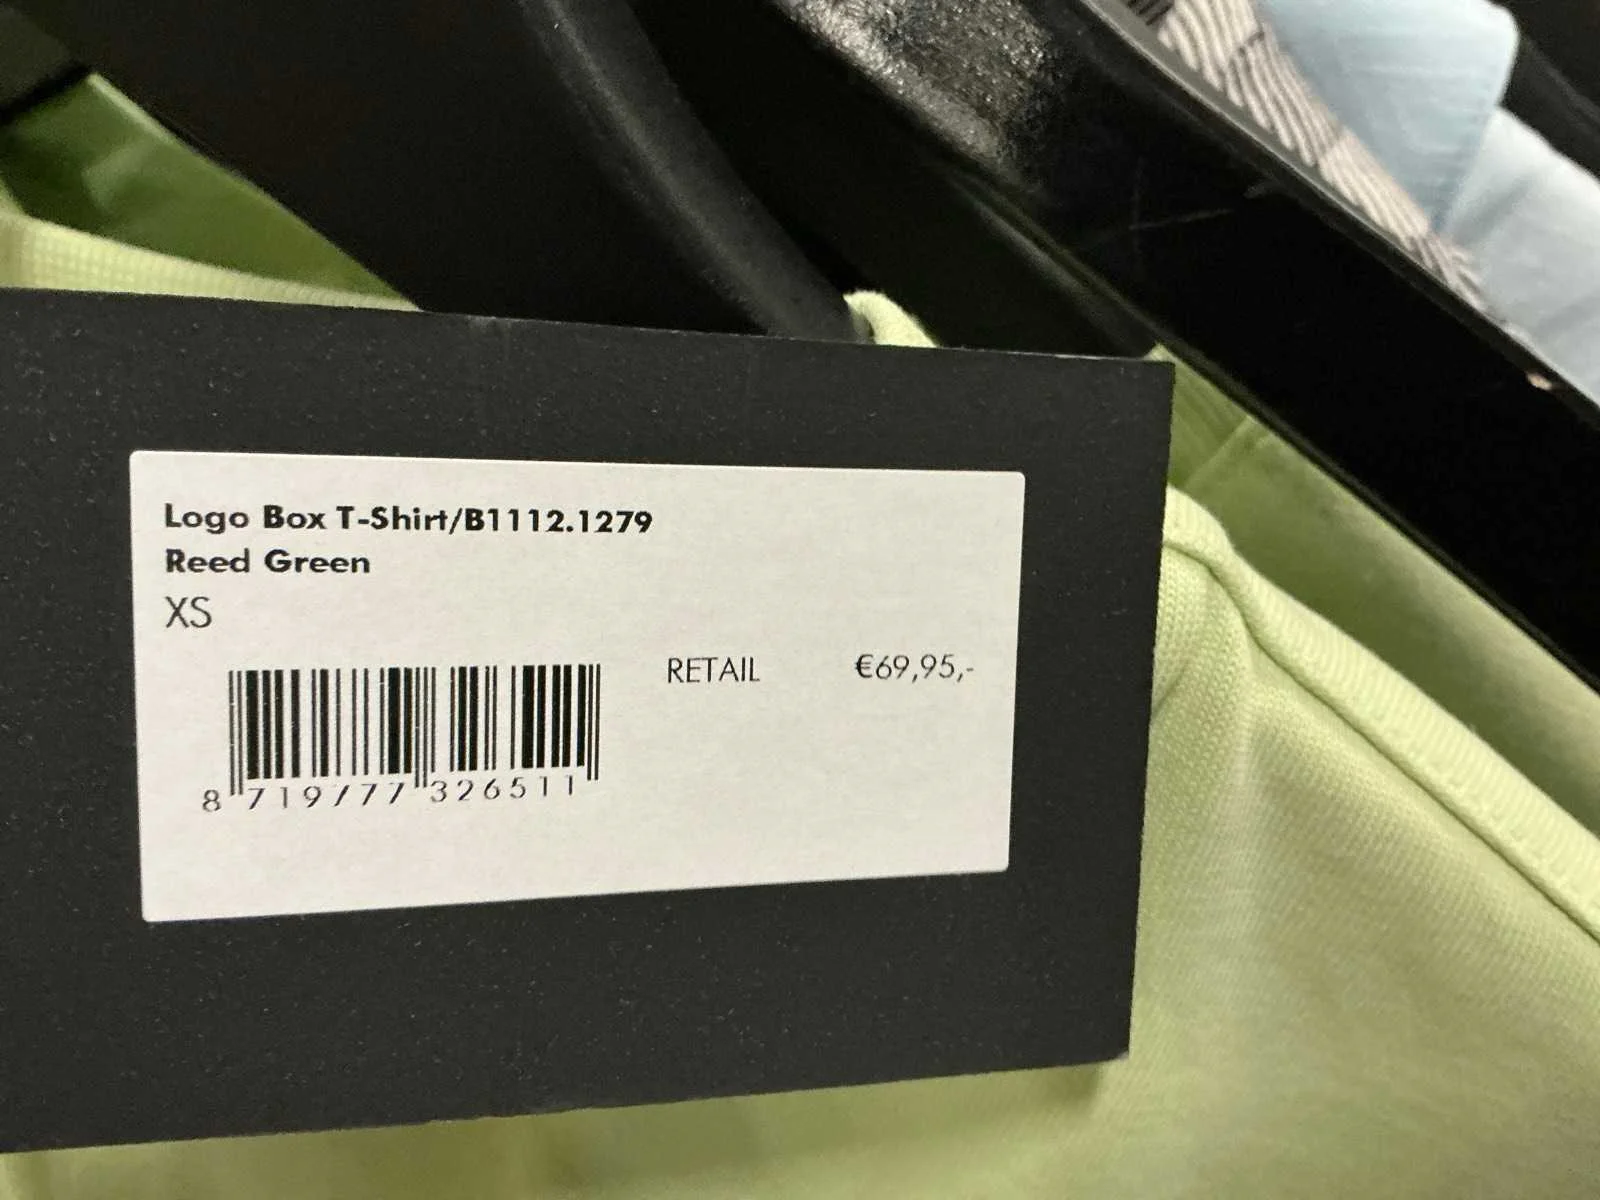 Logo Box T-Shirt/B1112.1279
Reed Green
XS
RETAIL €69,95,-
8 719777 326511